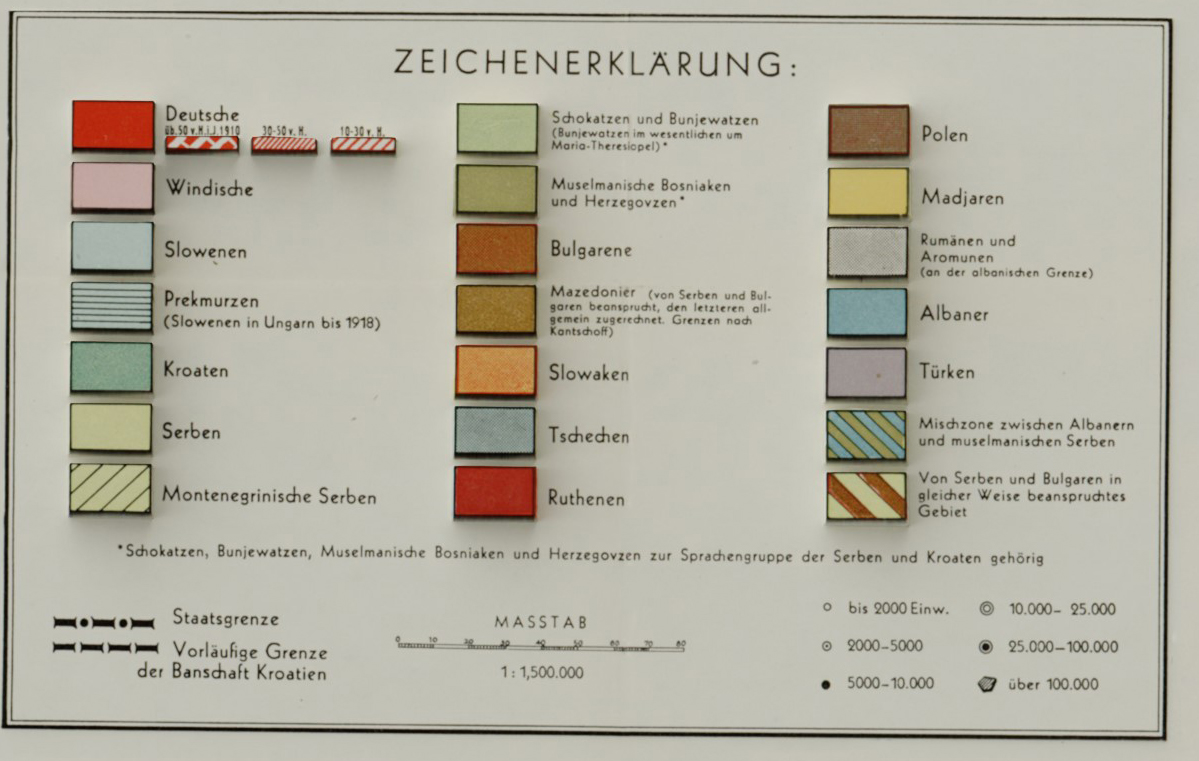 ZEICHENERKLÄRUNG:
Deutsche
üb.50 v.H.i.J.1910 30-50 v. H. 10-30 v. H.
Windische
Slowenen
Prekmurzen
(Slowenen in Ungarn bis 1918)
Kroaten
Serben
Montenegrinische Serben
Schokatzen und Bunjewatzen
(Bunjewatzen im wesentlichen um
Maria-Theresiopel)*
Muselmanische Bosniaken
und Herzegovzen*
Bulgarene
Mazedonier (von Serben und Bul-
garen beansprucht, den letzteren all-
gemein zugerechnet. Grenzen nach
Kantschoff)
Slowaken
Tschechen
Ruthenen
Polen
Madjaren
Rumänen und
Aromunen
(an der albanischen Grenze)
Albaner
Türken
Mischzone zwischen Albanern
und muselmanischen Serben
Von Serben und Bulgaren in
gleicher Weise beanspruchtes
Gebiet
*Schokatzen, Bunjewatzen, Muselmanische Bosniaken und Herzegovzen zur Sprachengruppe der Serben und Kroaten gehörig
Staatsgrenze
Vorläufige Grenze
der Banschaft Kroatien
MASSTAB
0 10 20 30 40 50 60 70 80
1 : 1,500.000
bis 2000 Einw.
2000-5000
5000-10.000
10.000- 25.000
25.000-100.000
über 100.000